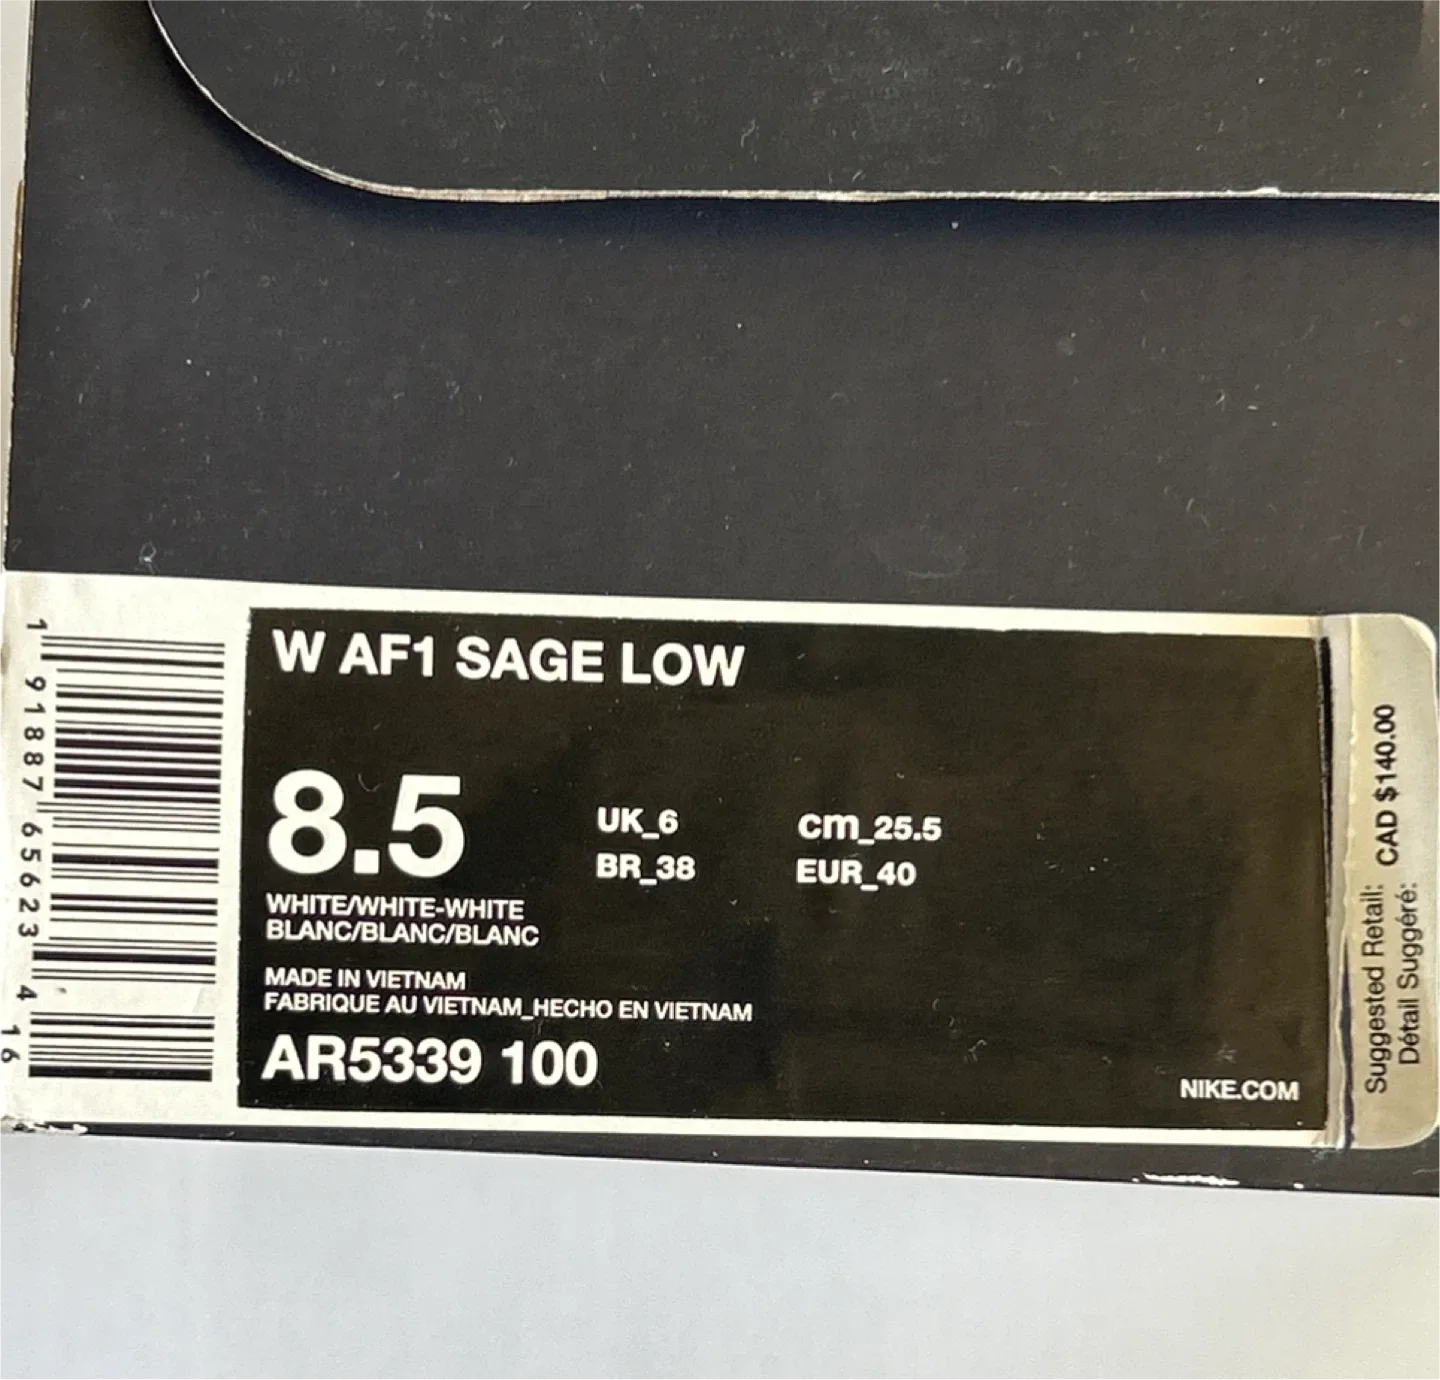 W AF1 SAGE LOW
8.5
UK_6
cm_25.5
BR_38
EUR_40
WHITE/WHITE-WHITE
BLANC/BLANC/BLANC
MADE IN VIETNAM
FABRIQUE AU VIETNAM_HECHO EN VIETNAM
AR5339 100
NIKE.COM
1 91887 65623 4 16
Suggested Retail: CAD $140.00
Détail Suggéré: